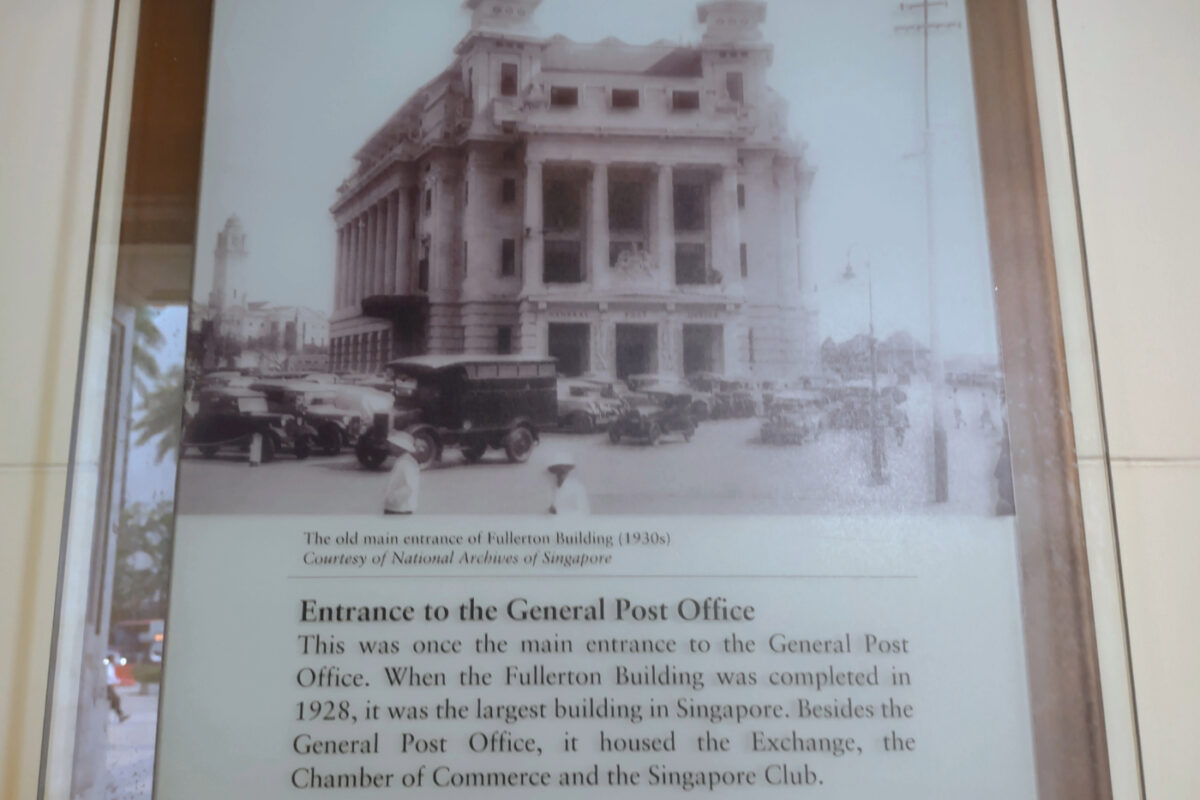 GENERAL POST OFFICE
The old main entrance of Fullerton Building (1930s)
Courtesy of National Archives of Singapore
Entrance to the General Post Office
This was once the main entrance to the General Post
Office. When the Fullerton Building was completed in
1928, it was the largest building in Singapore. Besides the
General Post Office, it housed the Exchange, the
Chamber of Commerce and the Singapore Club.